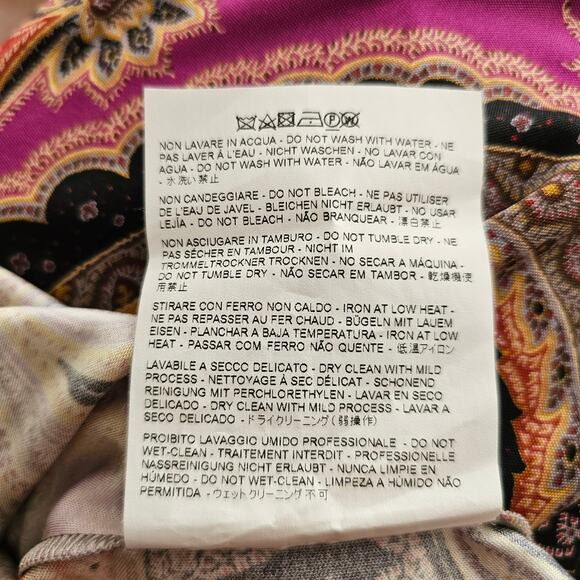 NON LAVARE IN ACQUA - DO NOT WASH WITH WATER - NE
PAS LAVER À L'EAU - NICHT WASCHEN - NO LAVAR CON
AGUA - DO NOT WASH WITH WATER - NÃO LAVAR EM ÁGUA
- 水洗い禁止
NON CANDEGGIARE - DO NOT BLEACH - NE PAS UTILISER
DE L'EAU DE JAVEL - BLEICHEN NICHT ERLAUBT - NO USAR
LEJÍA - DO NOT BLEACH - NÃO BRANQUEAR - 漂白禁止
NON ASCIUGARE IN TAMBURO - DO NOT TUMBLE DRY - NE
PAS SÉCHER EN TAMBOUR - NICHT IM
TROMMELTROCKNER TROCKNEN - NO SECAR A MÁQUINA -
DO NOT TUMBLE DRY - NÃO SECAR EM TAMBOR - 乾燥機使
用禁止
STIRARE CON FERRO NON CALDO - IRON AT LOW HEAT -
NE PAS REPASSER AU FER CHAUD - BÜGELN MIT LAUEM
EISEN - PLANCHAR A BAJA TEMPERATURA - IRON AT LOW
HEAT - PASSAR COM FERRO NÃO QUENTE - 低温アイロン
LAVABILE A SECCO DELICATO - DRY CLEAN WITH MILD
PROCESS - NETTOYAGE À SEC DÉLICAT - SCHONEND
REINIGUNG MIT PERCHLORETHYLEN - LAVAR EN SECO
DELICADO - DRY CLEAN WITH MILD PROCESS - LAVAR A
SECO DELICADO - ドライクリーニング(弱操作)
PROIBITO LAVAGGIO UMIDO PROFESSIONALE - DO NOT
WET-CLEAN - TRAITEMENT INTERDIT - PROFESSIONELLE
NASSREINIGUNG NICHT ERLAUBT - NUNCA LIMPIE EN
HÚMEDO - DO NOT WET-CLEAN - LIMPEZA A HÚMIDO NÃO
PERMITIDA - ウェットクリーニング 不可